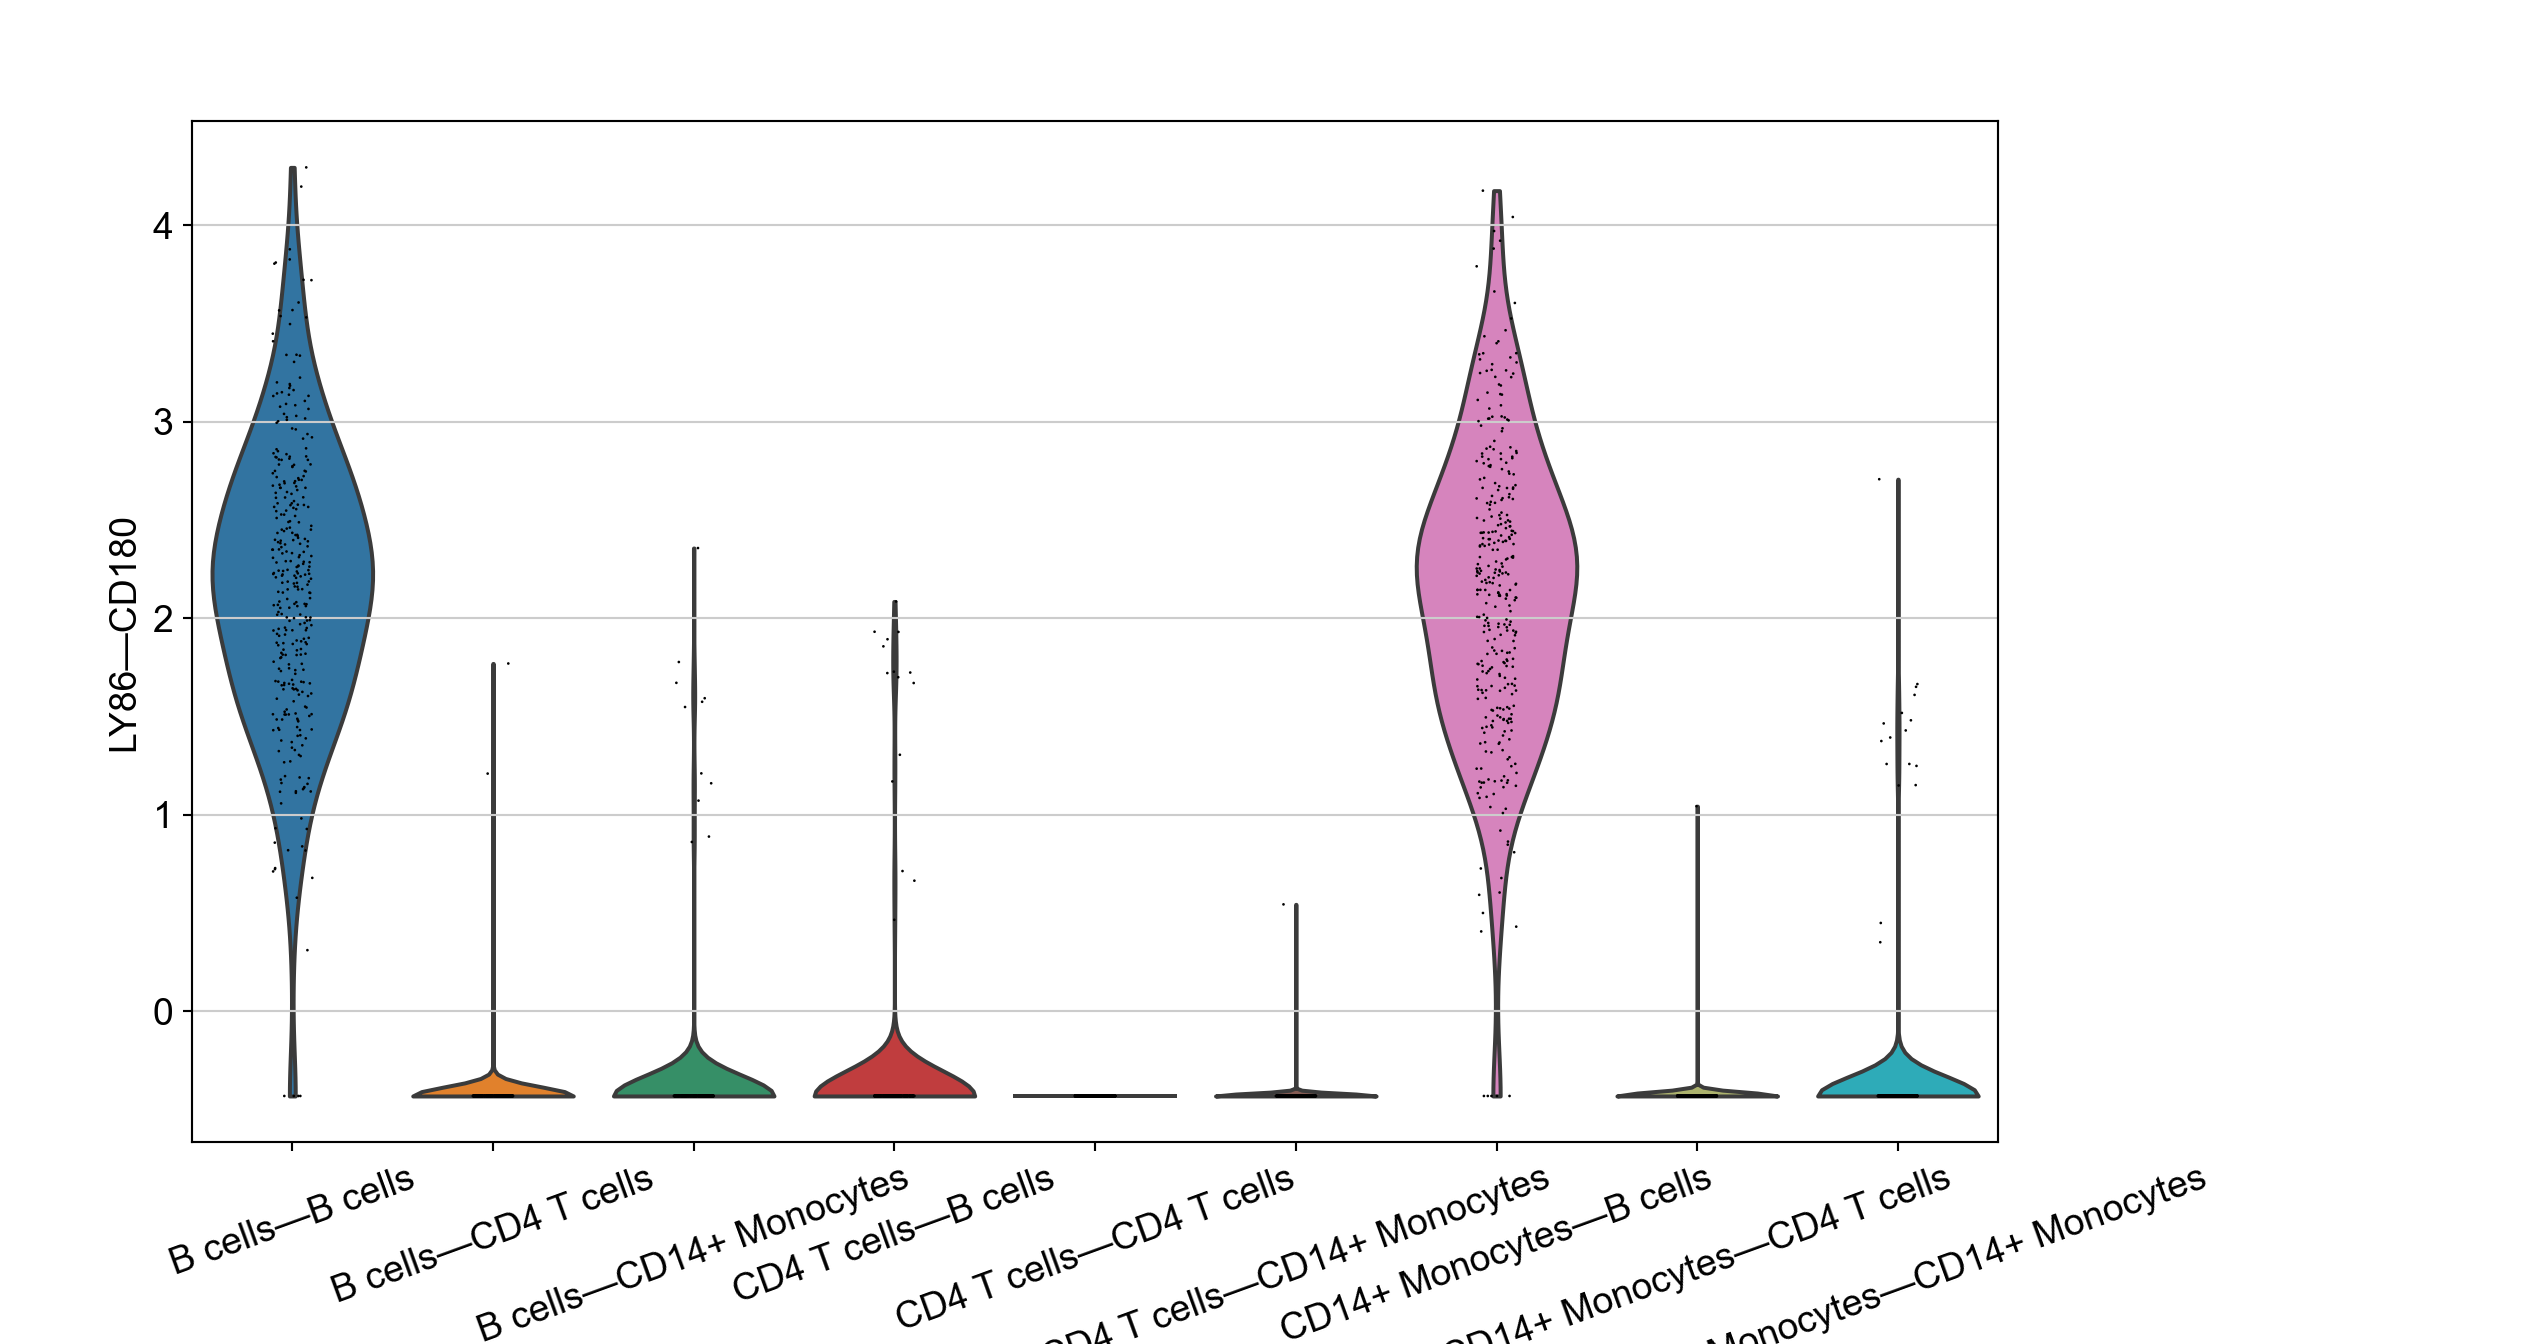 LY86—CD180
4
3
2
1
0
B cells—B cells
B cells—CD4 T cells
B cells—CD14+ Monocytes
CD4 T cells—B cells
CD4 T cells—CD4 T cells
CD4 T cells—CD14+ Monocytes
CD14+ Monocytes—B cells
CD14+ Monocytes—CD4 T cells
Monocytes—CD14+ Monocytes